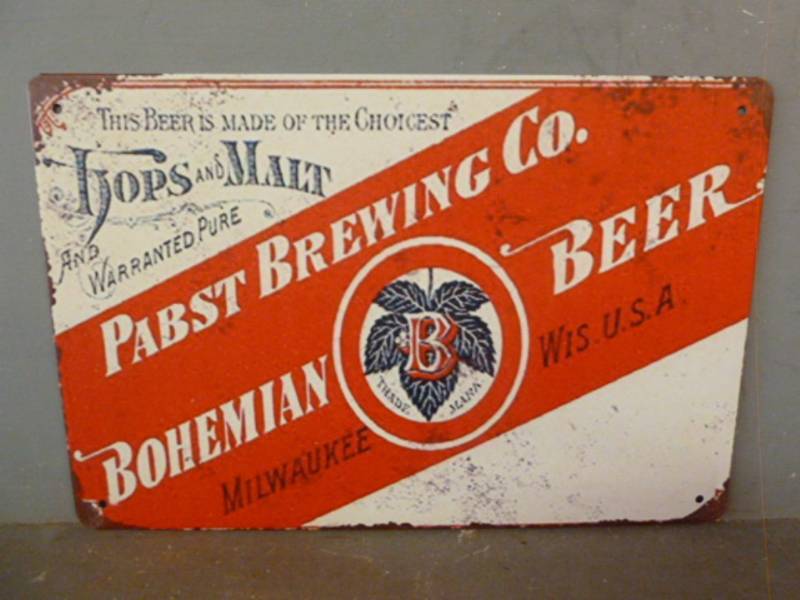 THIS BEER IS MADE OF THE CHOICEST
HOPS AND MALT
AND WARRANTED PURE
PABST BREWING CO.
BOHEMIAN BEER
B
TRADE MARK
MILWAUKEE WIS. U.S.A.